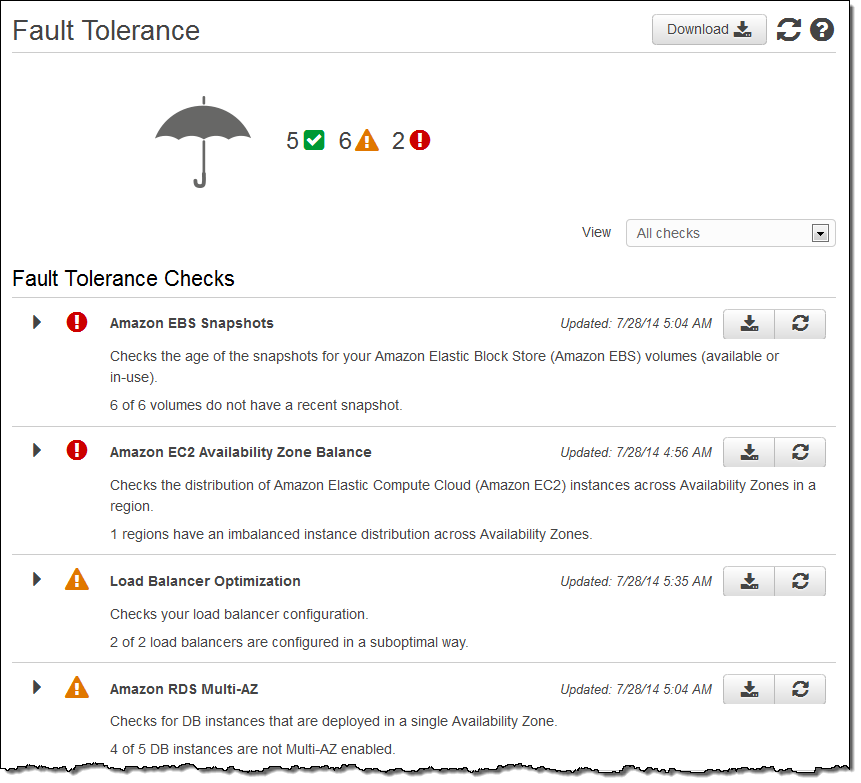 Fault Tolerance
Download
5 6 2
View All checks
Fault Tolerance Checks
Amazon EBS Snapshots Updated: 7/28/14 5:04 AM
Checks the age of the snapshots for your Amazon Elastic Block Store (Amazon EBS) volumes (available or
in-use).
6 of 6 volumes do not have a recent snapshot.
Amazon EC2 Availability Zone Balance Updated: 7/28/14 4:56 AM
Checks the distribution of Amazon Elastic Compute Cloud (Amazon EC2) instances across Availability Zones in a
region.
1 regions have an imbalanced instance distribution across Availability Zones.
Load Balancer Optimization Updated: 7/28/14 5:35 AM
Checks your load balancer configuration.
2 of 2 load balancers are configured in a suboptimal way.
Amazon RDS Multi-AZ Updated: 7/28/14 5:04 AM
Checks for DB instances that are deployed in a single Availability Zone.
4 of 5 DB instances are not Multi-AZ enabled.